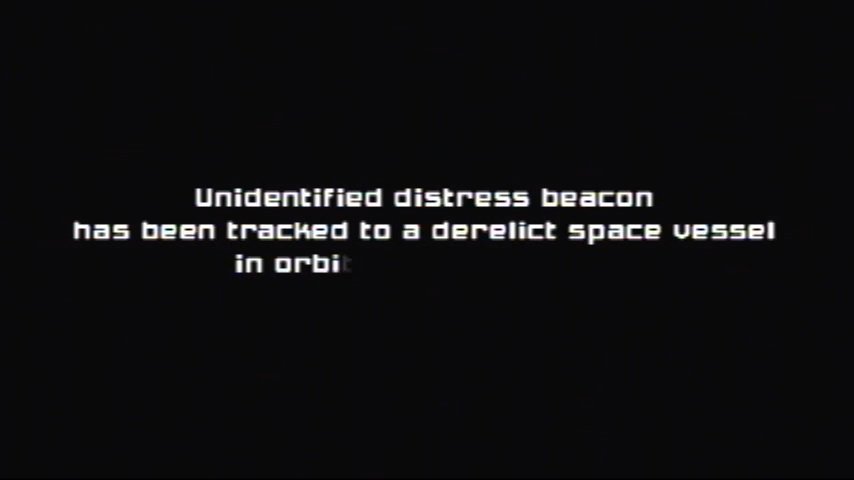 Unidentified distress beacon
has been tracked to a derelict space vessel
in orbit